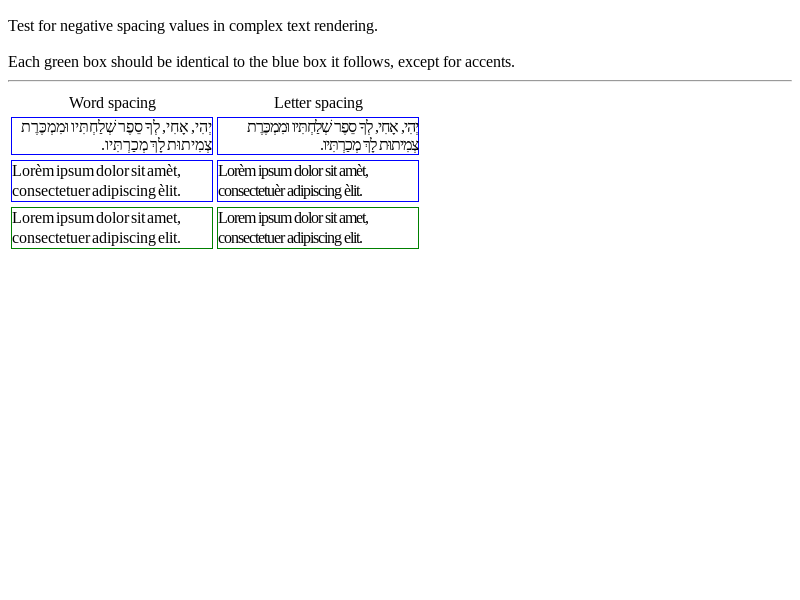 Test for negative spacing values in complex text rendering.
Each green box should be identical to the blue box it follows, except for accents.
Word spacing
Letter spacing
יְהִי, אָחִי, לְךָ סֵפֶר שְׁלַחְתִּיו וּמִמְכֶּרֶת
צְמִיתוּת לָךְ מְכַרְתִּיו.
יְהִי, אָחִי, לְךָ סֵפֶר שְׁלַחְתִּיו וּמִמְכֶּרֶת
צְמִיתוּת לָךְ מְכַרְתִּיו.
Lorèm ipsum dolor sit amèt,
consectetuer adipiscing èlit.
Lorèm ipsum dolor sit amèt,
consectetuèr adipiscing èlit.
Lorem ipsum dolor sit amet,
consectetuer adipiscing elit.
Lorem ipsum dolor sit amet,
consectetuer adipiscing elit.